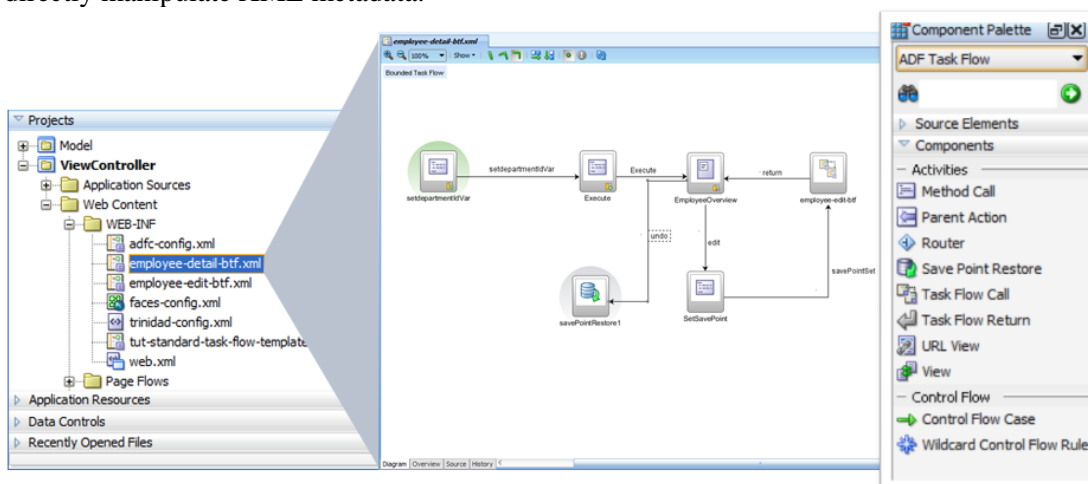 Projects
Model
ViewController
Application Sources
Web Content
WEB-INF
adfc-config.xml
employee-detail-btf.xml
employee-edit-btf.xml
faces-config.xml
trinidad-config.xml
tut-standard-task-flow-template
web.xml
Page Flows
Application Resources
Data Controls
Recently Opened Files
employee-detail-btf.xml
100%
Show
Bounded Task Flow
setdepartmentIdVar
setdepartmentIdVar
Execute
Execute
EmployeeOverview
return
employee-edit-btf
undo
edit
savePointSet
savePointRestore1
SetSavePoint
Diagram Overview Source History
Component Palette
ADF Task Flow
Source Elements
Components
Activities
Method Call
Parent Action
Router
Save Point Restore
Task Flow Call
Task Flow Return
URL View
View
Control Flow
Control Flow Case
Wildcard Control Flow Rule